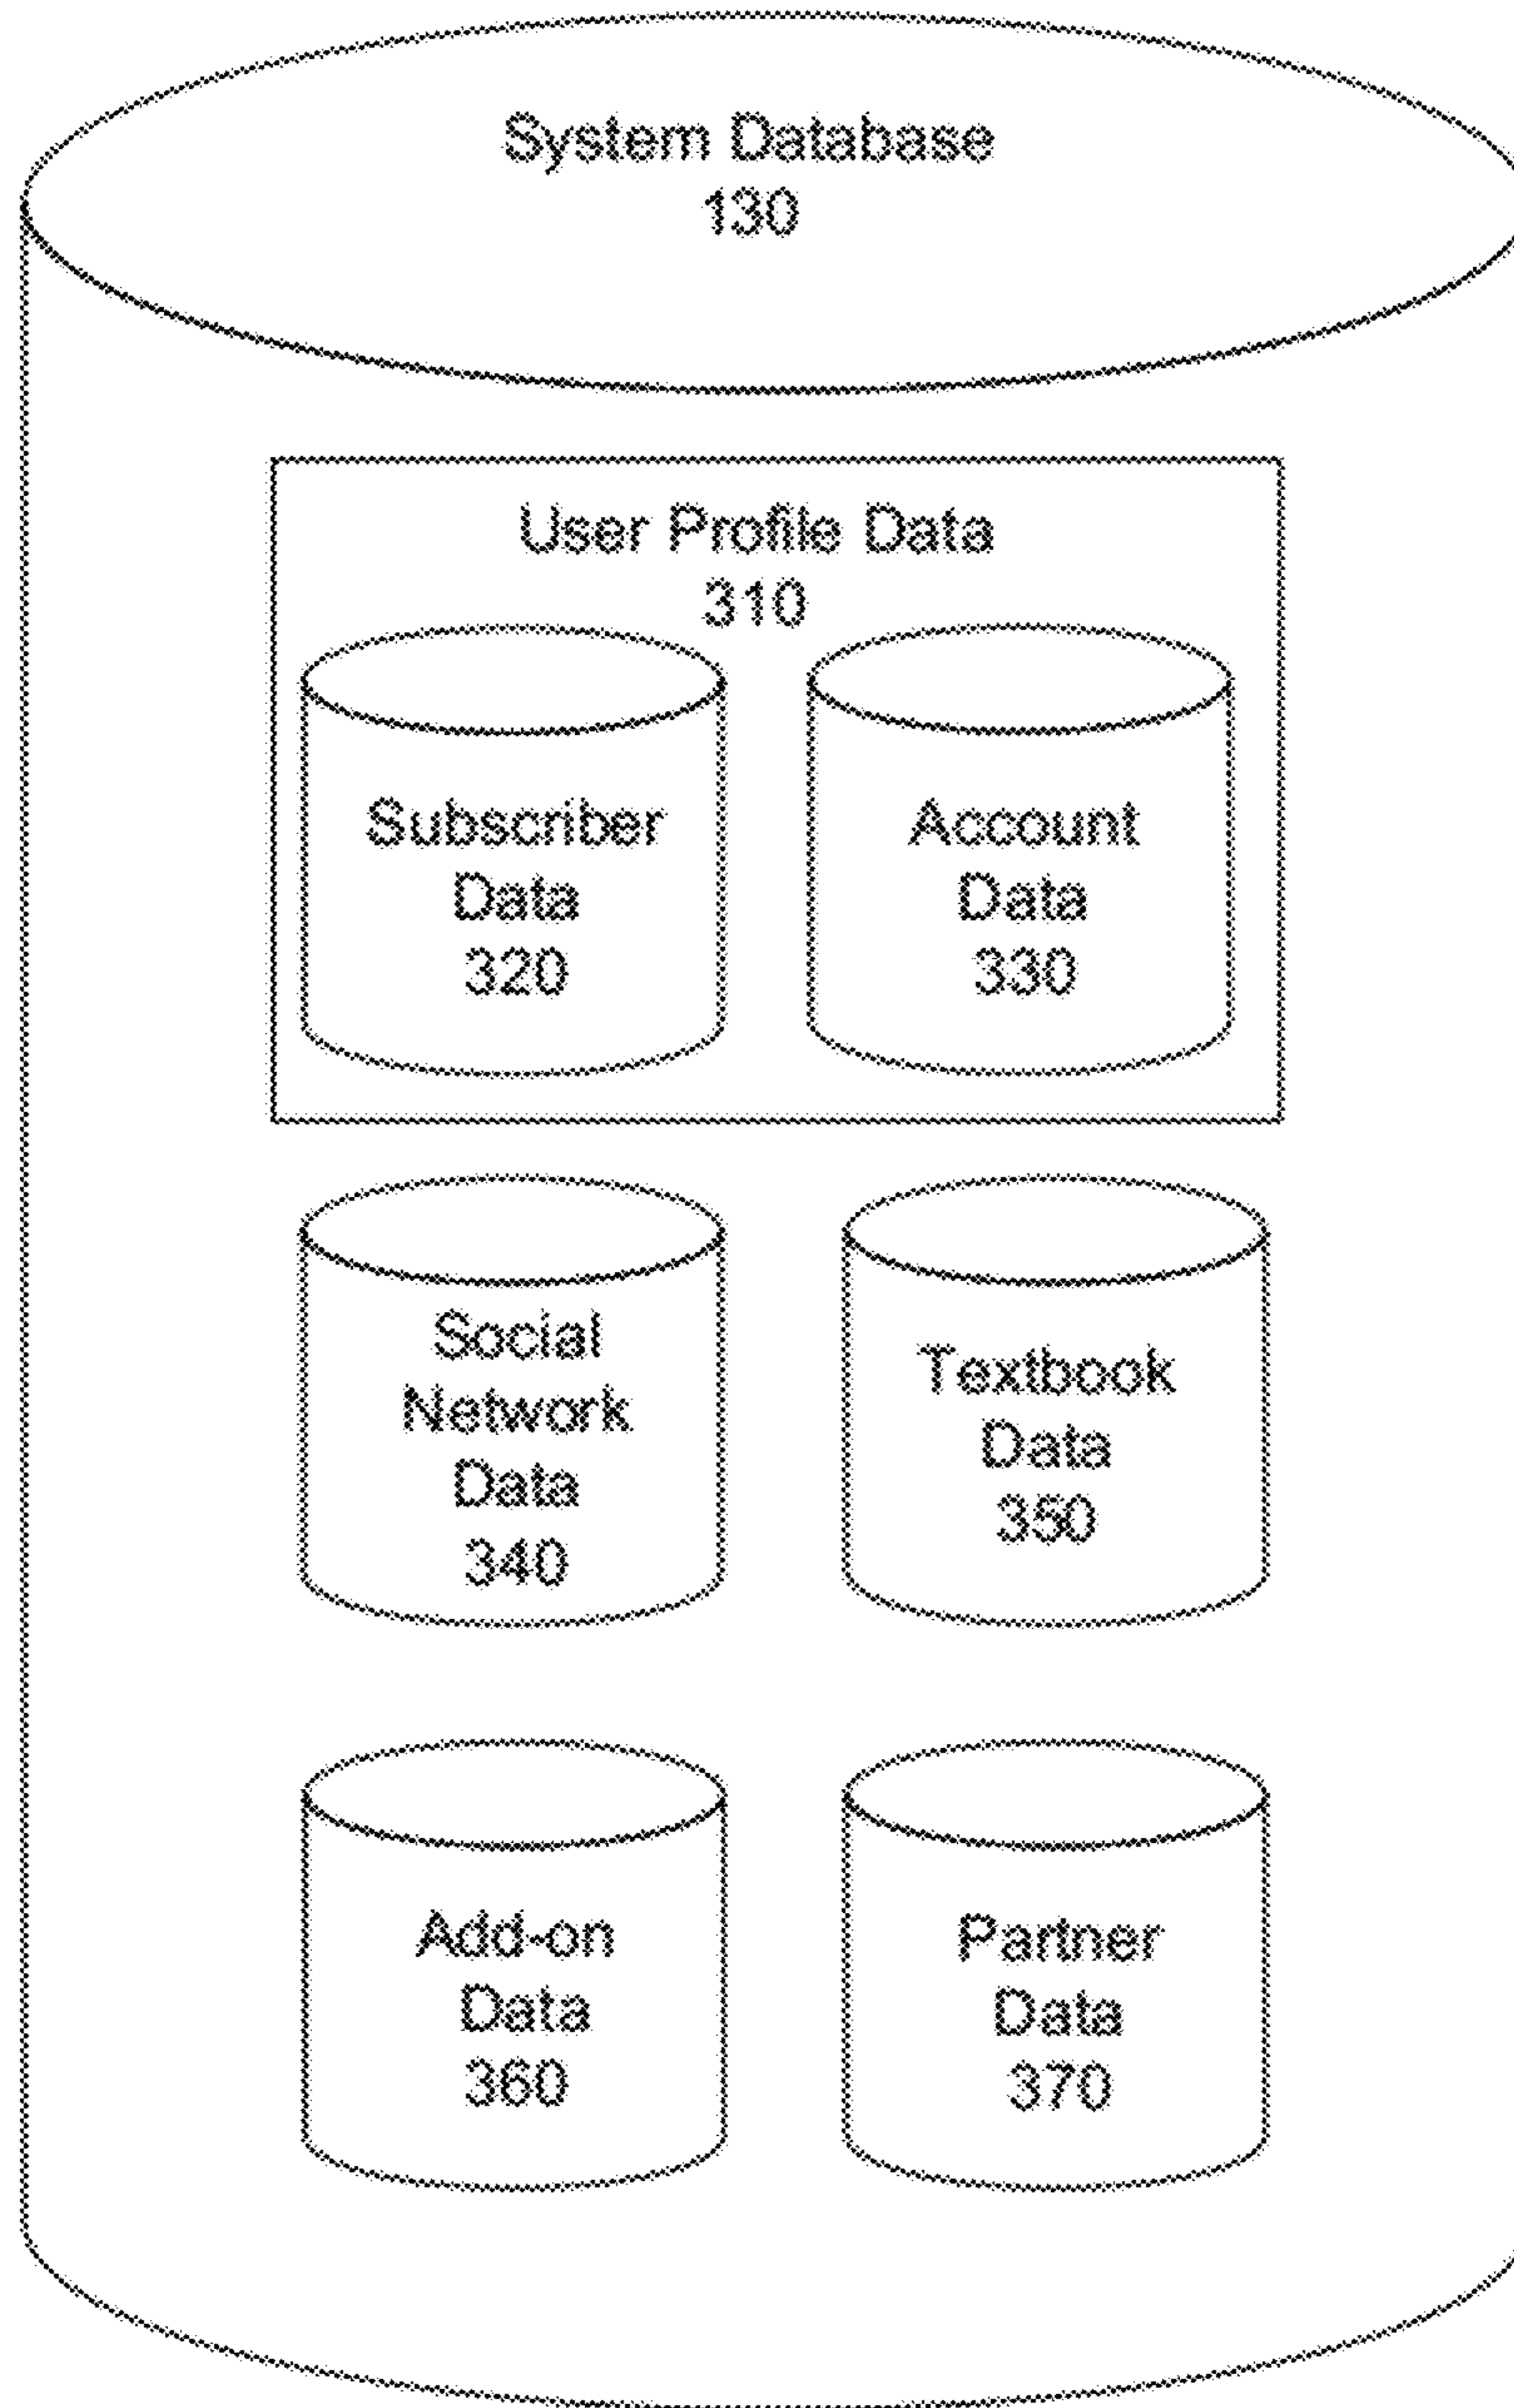 System Database
130
User Profile Data
310
Subscriber
Data
320
Account
Data
330
Social
Network
Data
340
Textbook
Data
350
Add-on
Data
360
Partner
Data
370